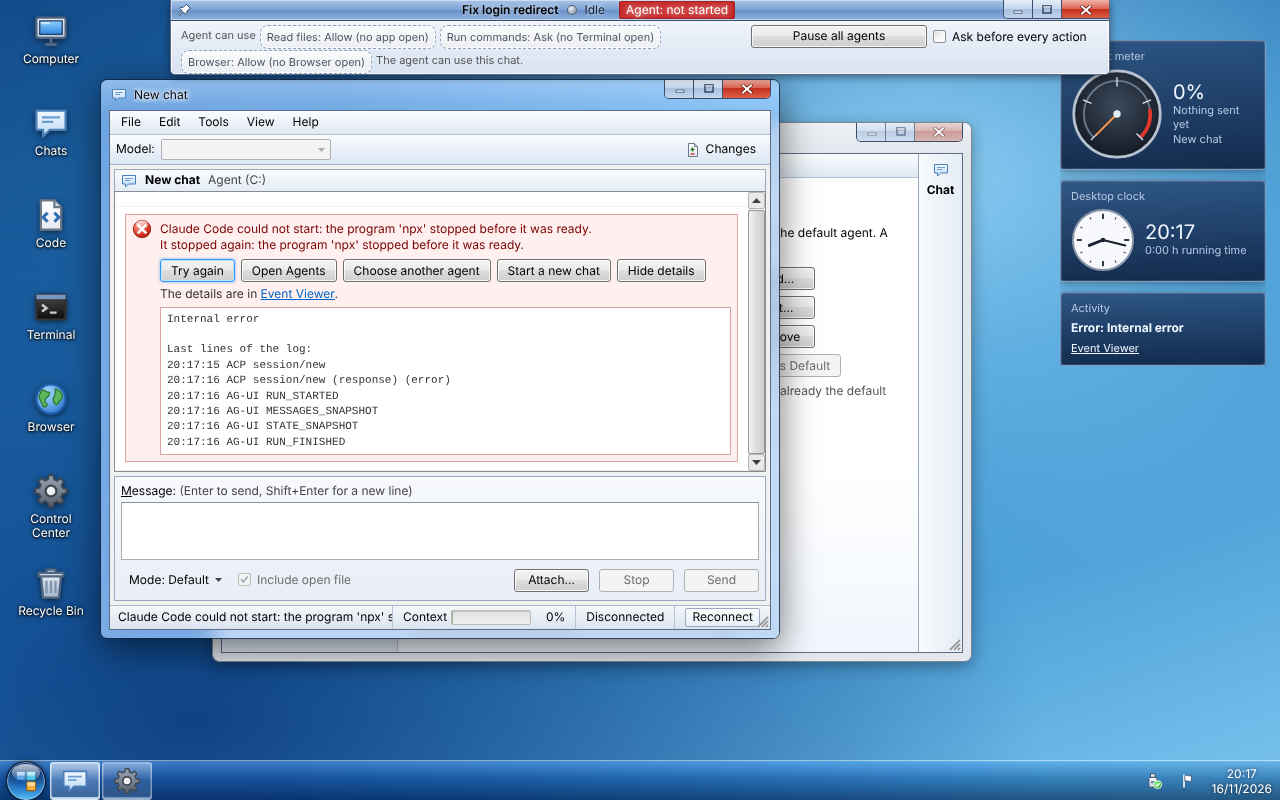 Fix login redirect
Idle
Agent: not started
Agent can use
Read files: Allow (no app open)
Run commands: Ask (no Terminal open)
Pause all agents
Ask before every action
Browser: Allow (no Browser open)
The agent can use this chat.
Computer
Chats
Code
Terminal
Browser
Control
Center
Recycle Bin
New chat
File
Edit
Tools
View
Help
Model:
Changes
New chat
Agent (C:)
Claude Code could not start: the program 'npx' stopped before it was ready.
It stopped again: the program 'npx' stopped before it was ready.
Try again
Open Agents
Choose another agent
Start a new chat
Hide details
The details are in Event Viewer.
Internal error
Last lines of the log:
20:17:15 ACP session/new
20:17:16 ACP session/new (response) (error)
20:17:16 AG-UI RUN_STARTED
20:17:16 AG-UI MESSAGES_SNAPSHOT
20:17:16 AG-UI STATE_SNAPSHOT
20:17:16 AG-UI RUN_FINISHED
Message: (Enter to send, Shift+Enter for a new line)
Mode: Default
Include open file
Attach...
Stop
Send
Claude Code could not start: the program 'npx' s
Context
0%
Disconnected
Reconnect
Chat
the default agent. A
Default
already the default
meter
0%
Nothing sent
yet
New chat
Desktop clock
20:17
0:00 h running time
Activity
Error: Internal error
Event Viewer
20:17
16/11/2026